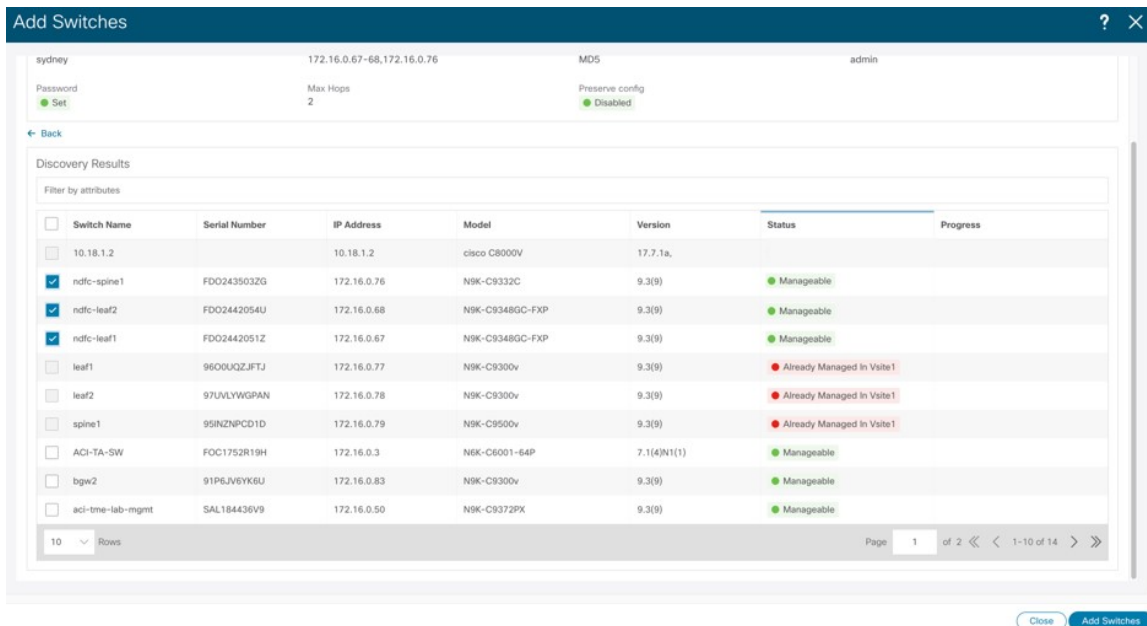 Add Switches ?
sydney 172.16.0.67-68,172.16.0.76 MD5 admin
Password Max Hops Preserve config
Set 2 Disabled
← Back
Discovery Results
Filter by attributes
Switch Name Serial Number IP Address Model Version Status Progress
10.18.1.2 10.18.1.2 cisco C8000V 17.7.1a,
ndfc-spine1 FDO243503ZG 172.16.0.76 N9K-C9332C 9.3(9) Manageable
ndfc-leaf2 FDO2442054U 172.16.0.68 N9K-C9348GC-FXP 9.3(9) Manageable
ndfc-leaf1 FDO2442051Z 172.16.0.67 N9K-C9348GC-FXP 9.3(9) Manageable
leaf1 96O0UQZJFTJ 172.16.0.77 N9K-C9300v 9.3(9) Already Managed In Vsite1
leaf2 97UVLYWGPAN 172.16.0.78 N9K-C9300v 9.3(9) Already Managed In Vsite1
spine1 95INZNPCD1D 172.16.0.79 N9K-C9500v 9.3(9) Already Managed In Vsite1
ACI-TA-SW FOC1752R19H 172.16.0.3 N6K-C6001-64P 7.1(4)N1(1) Manageable
bgw2 91P6JV6YK6U 172.16.0.83 N9K-C9300v 9.3(9) Manageable
aci-tme-lab-mgmt SAL184436V9 172.16.0.50 N9K-C9372PX 9.3(9) Manageable
10 Rows Page 1 of 2 1-10 of 14
Close Add Switches